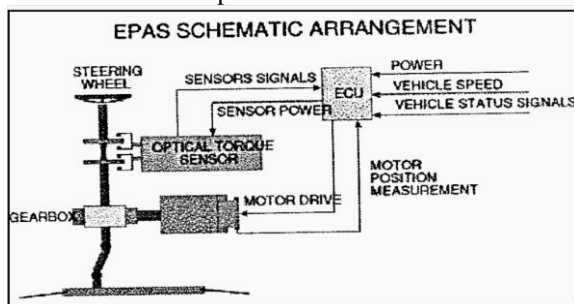 EPAS SCHEMATIC ARRANGEMENT
STEERING
WHEEL
SENSORS SIGNALS
ECU
POWER
VEHICLE SPEED
VEHICLE STATUS SIGNALS
SENSOR POWER
OPTICAL TORQUE
SENSOR
MOTOR
POSITION
MEASUREMENT
MOTOR DRIVE
GEARBOX